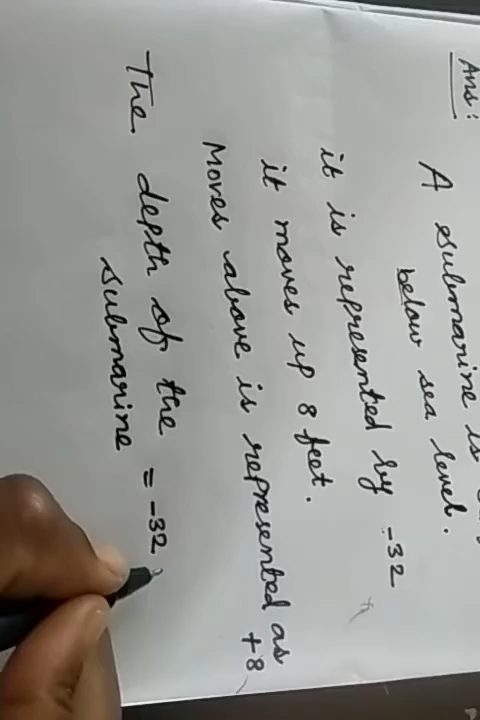 Ans:
A submarine is
below sea level.
it is represented by -32
it moves up 8 feet.
Moves above is represented as
+8
The depth of the = -32
submarine